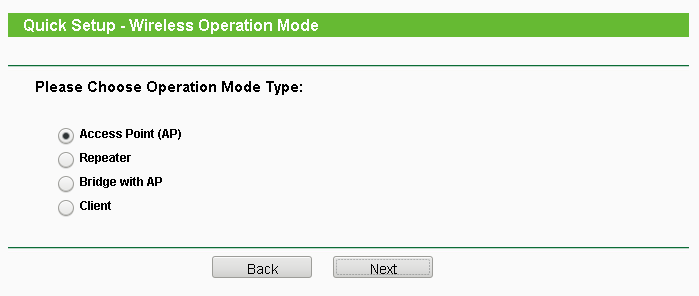 Quick Setup - Wireless Operation Mode
Please Choose Operation Mode Type:
Access Point (AP)
Repeater
Bridge with AP
Client
Back Next